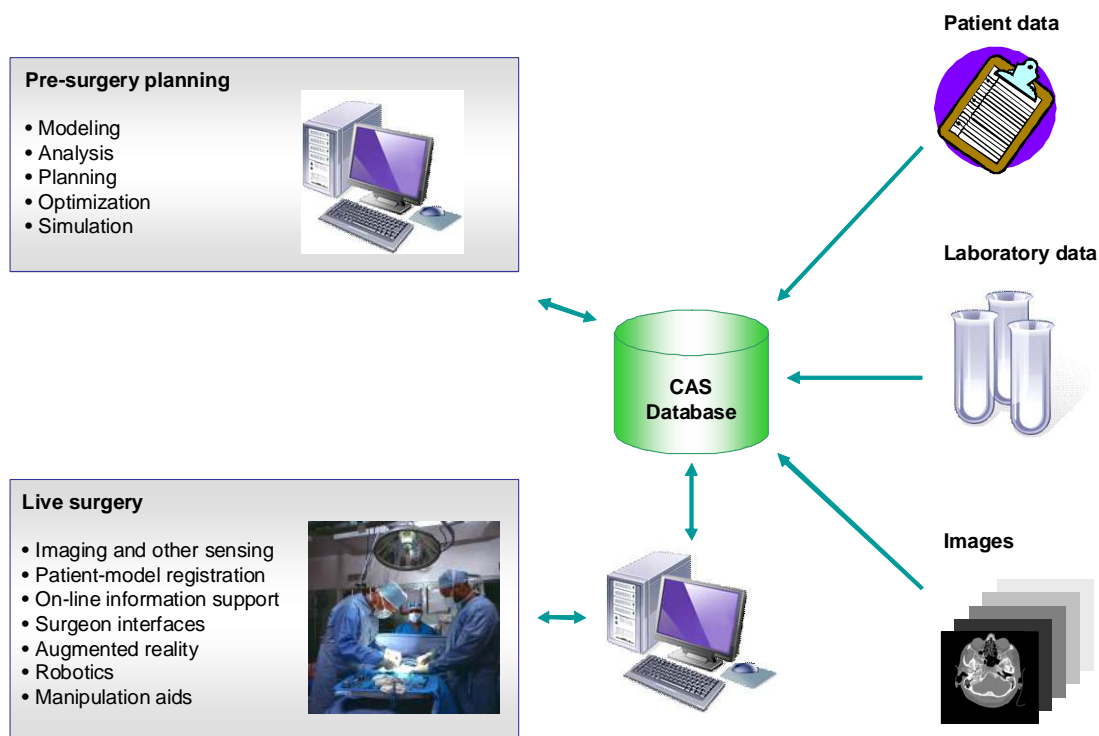 Pre-surgery planning
• Modeling
• Analysis
• Planning
• Optimization
• Simulation
Patient data
Laboratory data
CAS
Database
Live surgery
• Imaging and other sensing
• Patient-model registration
• On-line information support
• Surgeon interfaces
• Augmented reality
• Robotics
• Manipulation aids
Images